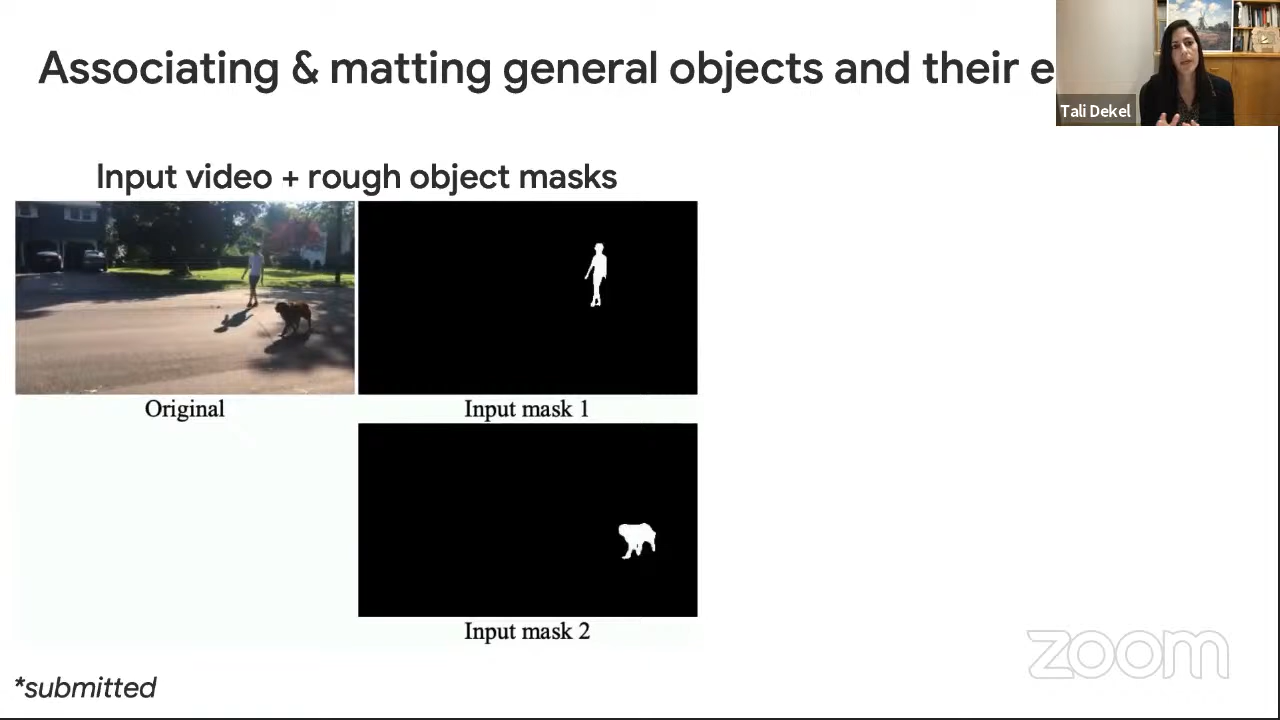 Associating & matting general objects and their e
Tali Dekel
Input video + rough object masks
Original
Input mask 1
Input mask 2
*submitted
zoom